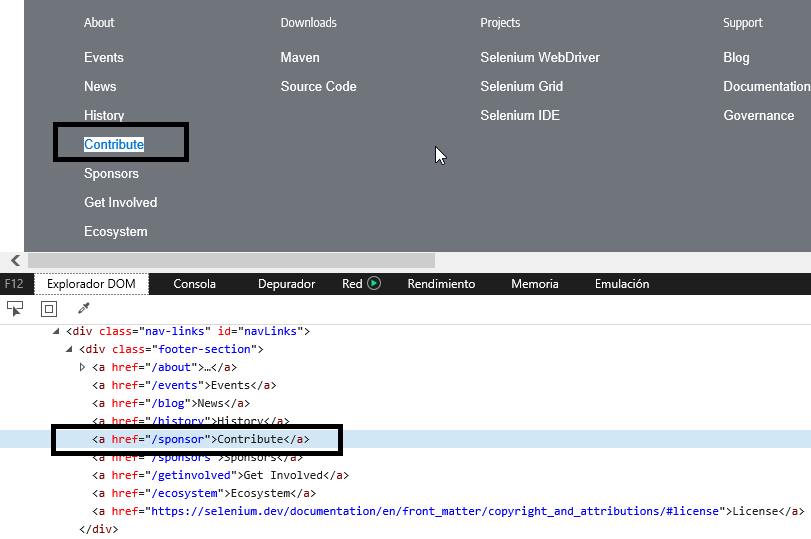 About Downloads Projects Support
Events Maven Selenium WebDriver Blog
News Source Code Selenium Grid Documentation
History Selenium IDE Governance
Contribute
Sponsors
Get Involved
Ecosystem
F12 Explorador DOM Consola Depurador Red Rendimiento Memoria Emulación
<div class="nav-links" id="navLinks">
<div class="footer-section">
<a href="/about">…</a>
<a href="/events">Events</a>
<a href="/blog">News</a>
<a href="/history">History</a>
<a href="/sponsor">Contribute</a>
<a href="/sponsors">Sponsors</a>
<a href="/getinvolved">Get Involved</a>
<a href="/ecosystem">Ecosystem</a>
<a href="https://selenium.dev/documentation/en/front_matter/copyright_and_attributions/#license">License</a>
</div>